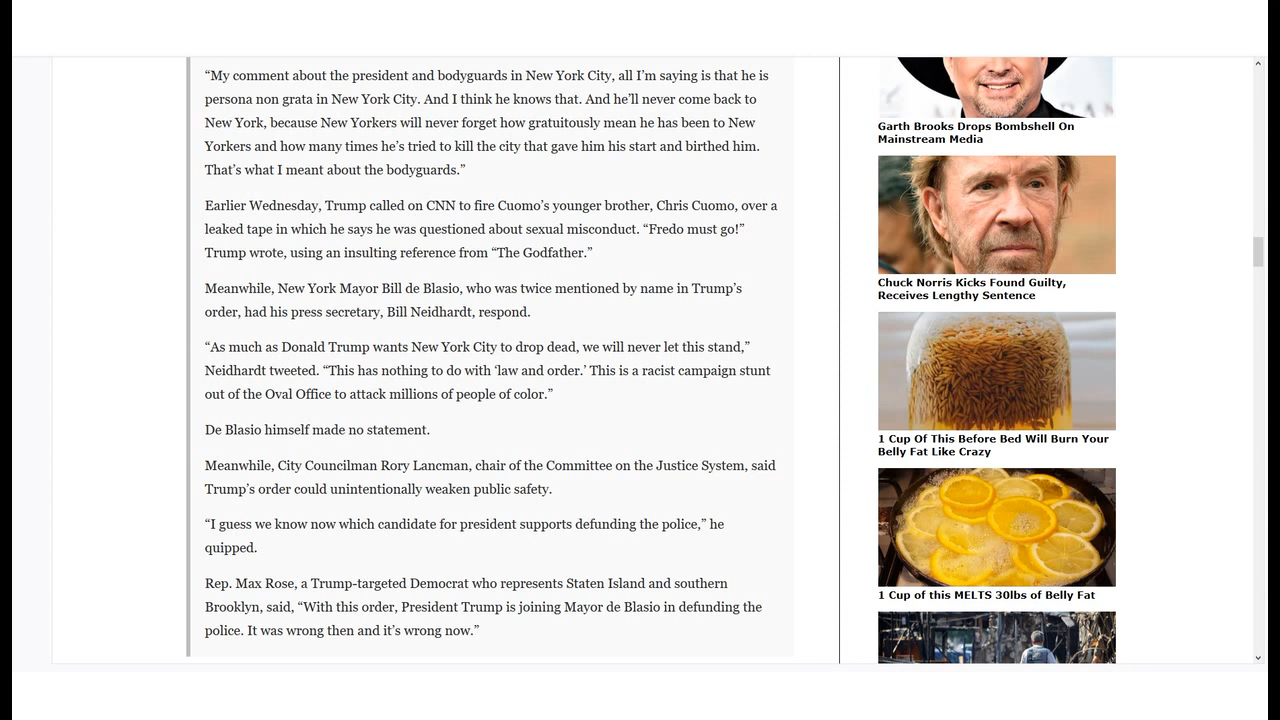 “My comment about the president and bodyguards in New York City, all I’m saying is that he is
persona non grata in New York City. And I think he knows that. And he’ll never come back to
New York, because New Yorkers will never forget how gratuitously mean he has been to New
Yorkers and how many times he’s tried to kill the city that gave him his start and birthed him.
That’s what I meant about the bodyguards.”
Earlier Wednesday, Trump called on CNN to fire Cuomo’s younger brother, Chris Cuomo, over a
leaked tape in which he says he was questioned about sexual misconduct. “Fredo must go!”
Trump wrote, using an insulting reference from “The Godfather.”
Meanwhile, New York Mayor Bill de Blasio, who was twice mentioned by name in Trump’s
order, had his press secretary, Bill Neidhardt, respond.
“As much as Donald Trump wants New York City to drop dead, we will never let this stand,”
Neidhardt tweeted. “This has nothing to do with ‘law and order.’ This is a racist campaign stunt
out of the Oval Office to attack millions of people of color.”
De Blasio himself made no statement.
Meanwhile, City Councilman Rory Lancman, chair of the Committee on the Justice System, said
Trump’s order could unintentionally weaken public safety.
“I guess we know now which candidate for president supports defunding the police,” he
quipped.
Rep. Max Rose, a Trump-targeted Democrat who represents Staten Island and southern
Brooklyn, said, “With this order, President Trump is joining Mayor de Blasio in defunding the
police. It was wrong then and it’s wrong now.”
Garth Brooks Drops Bombshell On
Mainstream Media
Chuck Norris Kicks Found Guilty,
Receives Lengthy Sentence
1 Cup Of This Before Bed Will Burn Your
Belly Fat Like Crazy
1 Cup of this MELTS 30lbs of Belly Fat